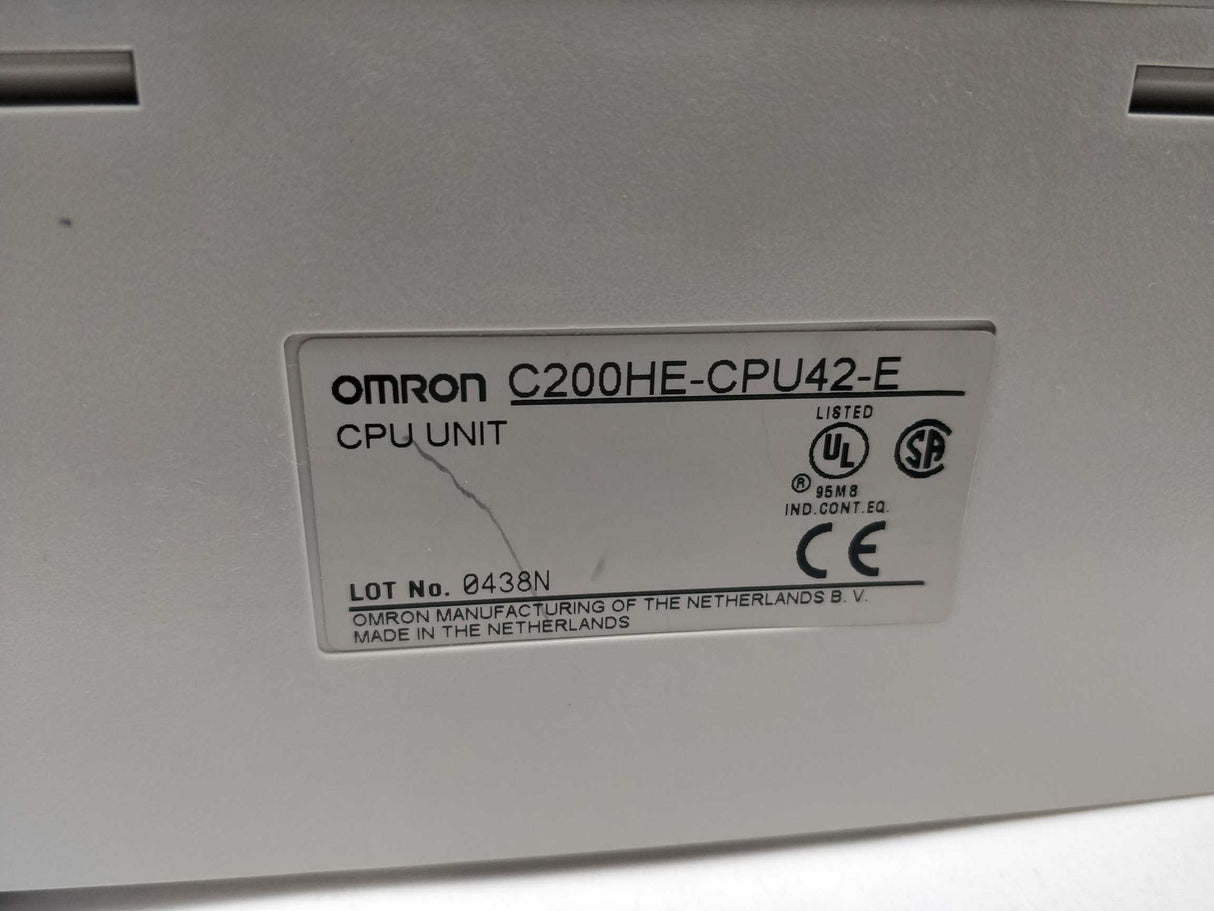 OMRON C200HE-CPU42-E
CPU UNIT
LISTED
UL
SA
® 95M8
IND.CONT.EQ.
CE
LOT No. 0438N
OMRON MANUFACTURING OF THE NETHERLANDS B.V.
MADE IN THE NETHERLANDS